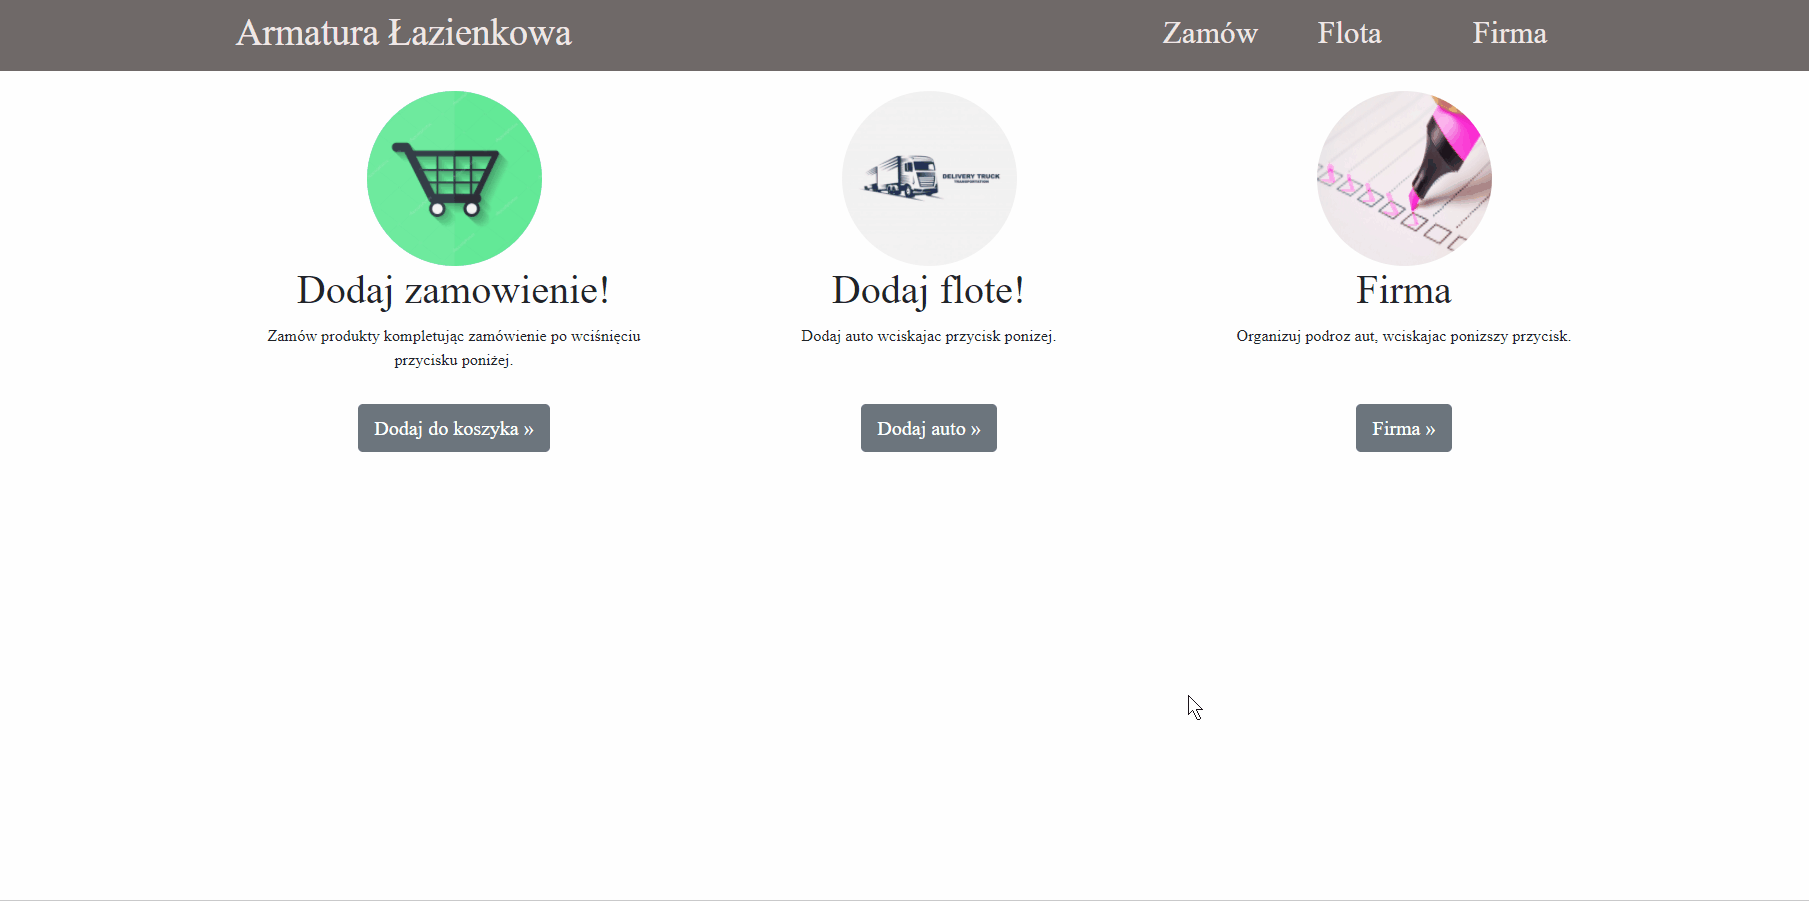 Armatura Łazienkowa
Zamów Flota Firma
DELIVERY TRUCK
TRANSPORTATION
Dodaj zamowienie!
Zamów produkty kompletując zamówienie po wciśnięciu
przycisku poniżej.
Dodaj do koszyka »
Dodaj flote!
Dodaj auto wciskajac przycisk ponizej.
Dodaj auto »
Firma
Organizuj podroz aut, wciskajac ponizszy przycisk.
Firma »